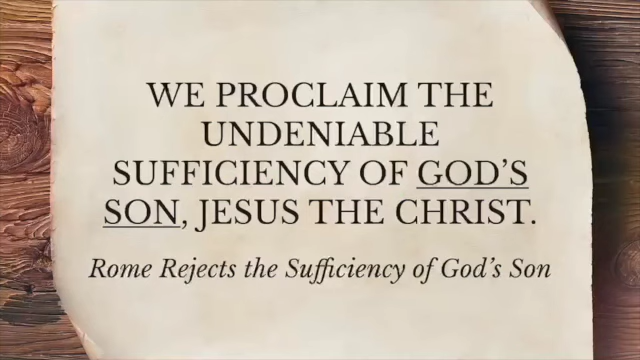 WE PROCLAIM THE
UNDENIABLE
SUFFICIENCY OF GOD’S
SON, JESUS THE CHRIST.
Rome Rejects the Sufficiency of God’s Son